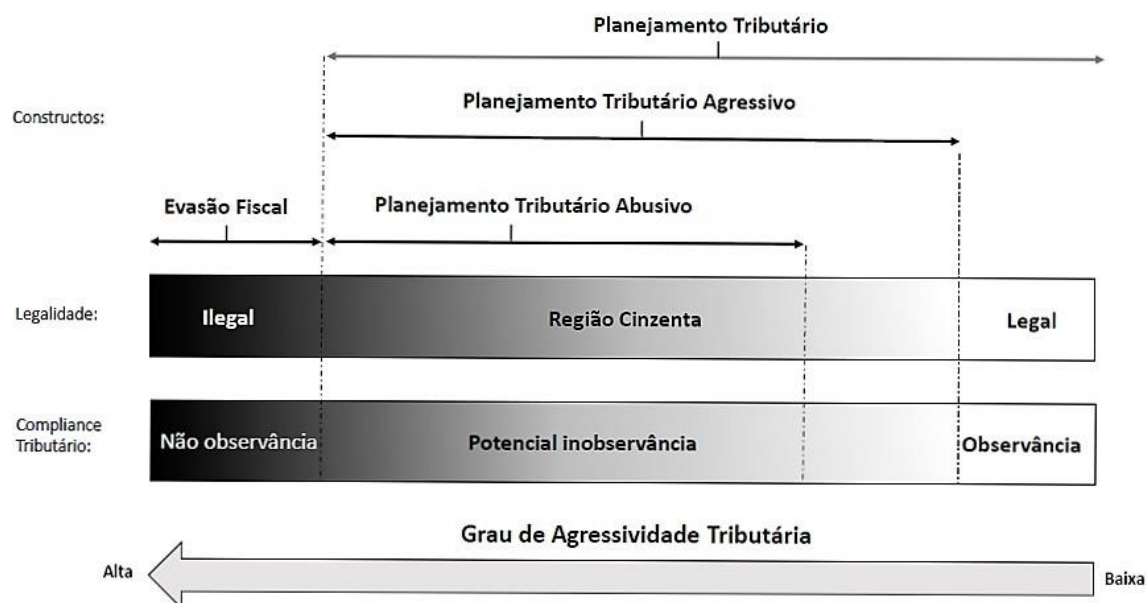 Planejamento Tributário
Constructos:
Planejamento Tributário Agressivo
Evasão Fiscal
Planejamento Tributário Abusivo
Legalidade:
Ilegal
Região Cinzenta
Legal
Compliance
Tributário:
Não observância
Potencial inobservância
Observância
Grau de Agressividade Tributária
Alta
Baixa